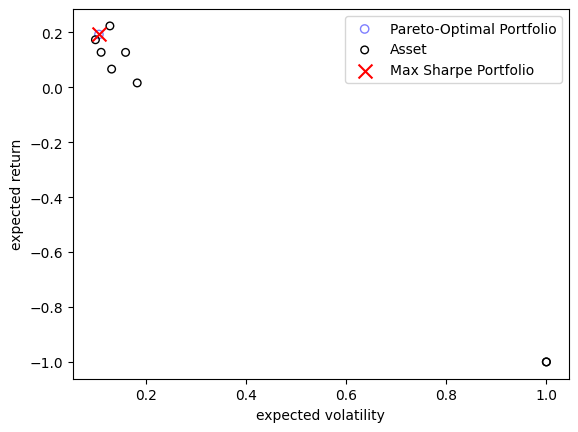 Pareto-Optimal Portfolio
Asset
Max Sharpe Portfolio
0.2
0.0
−0.2
−0.4
−0.6
−0.8
−1.0
expected return
0.2 0.4 0.6 0.8 1.0
expected volatility